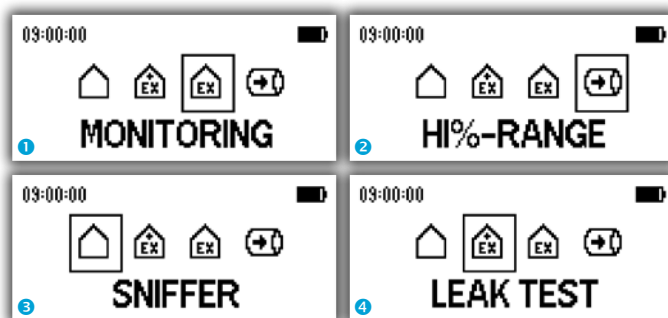 09:00:00
EX EX
MONITORING
1
09:00:00
EX EX
HI%-RANGE
2
09:00:00
EX EX
SNIFFER
3
09:00:00
EX EX
LEAK TEST
4